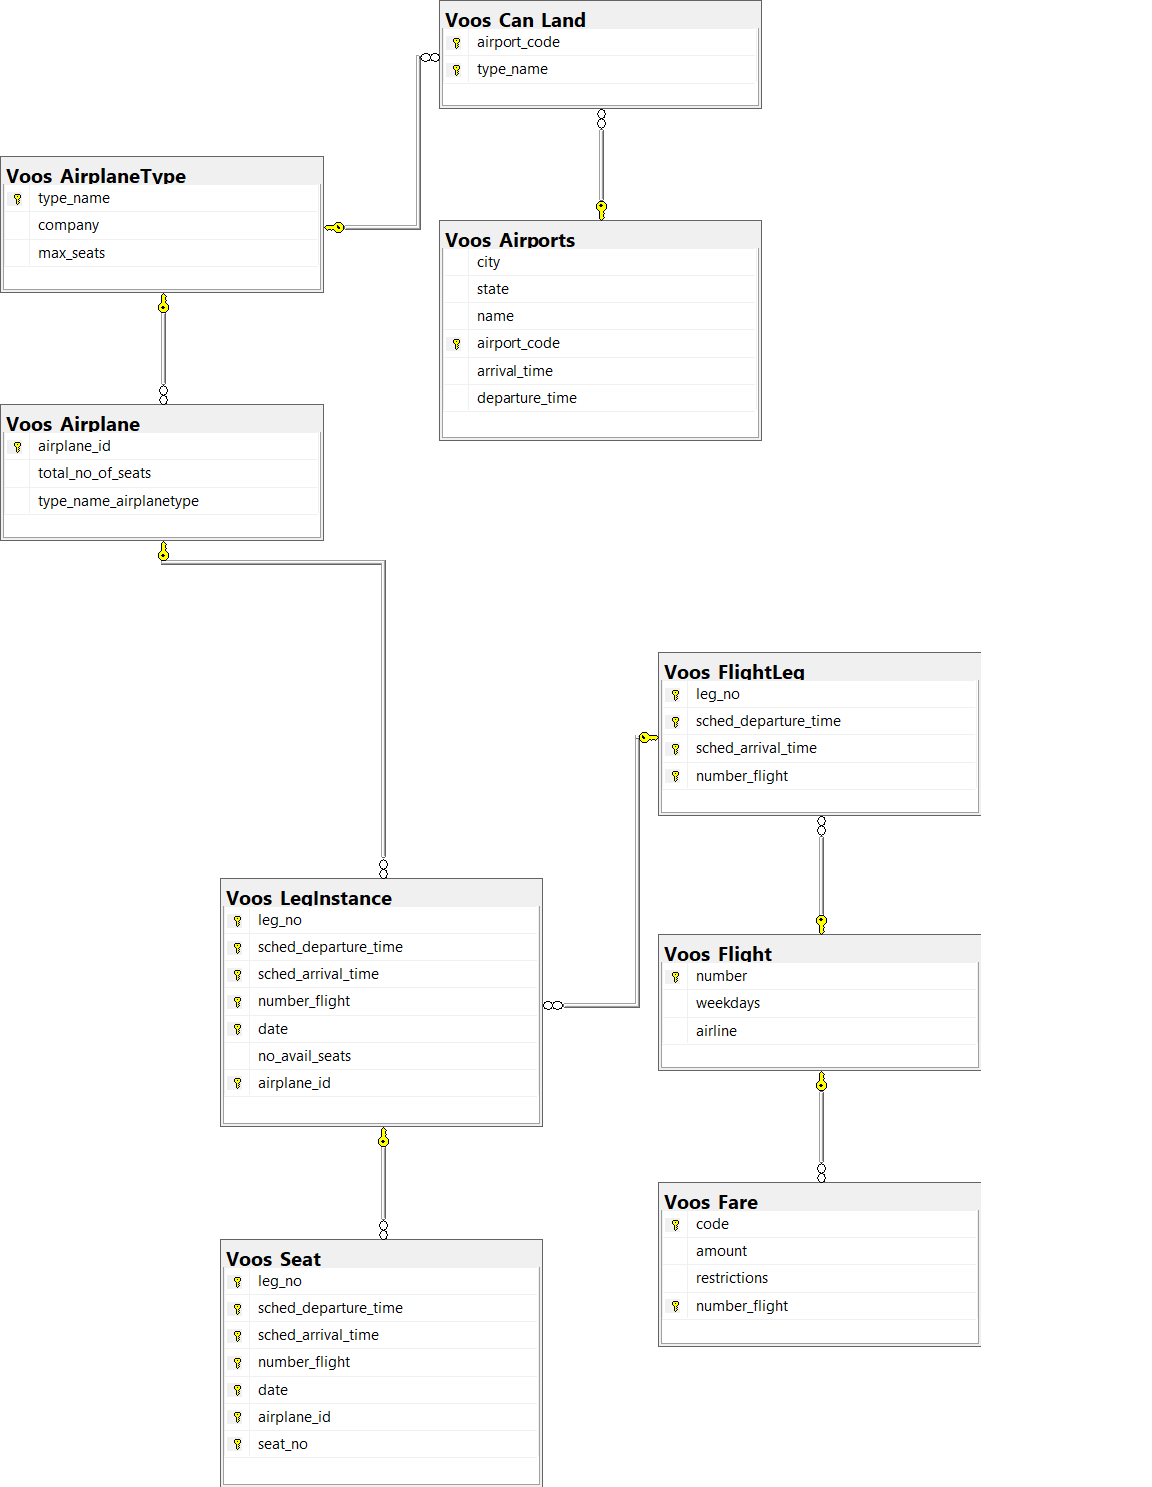 Voos_Can_Land
airport_code
type_name
Voos_AirplaneType
type_name
company
max_seats
Voos_Airports
city
state
name
airport_code
arrival_time
departure_time
Voos_Airplane
airplane_id
total_no_of_seats
type_name_airplanetype
Voos_FlightLeg
leg_no
sched_departure_time
sched_arrival_time
number_flight
Voos_LegInstance
leg_no
sched_departure_time
sched_arrival_time
number_flight
date
no_avail_seats
airplane_id
Voos_Flight
number
weekdays
airline
Voos_Fare
code
amount
restrictions
number_flight
Voos_Seat
leg_no
sched_departure_time
sched_arrival_time
number_flight
date
airplane_id
seat_no